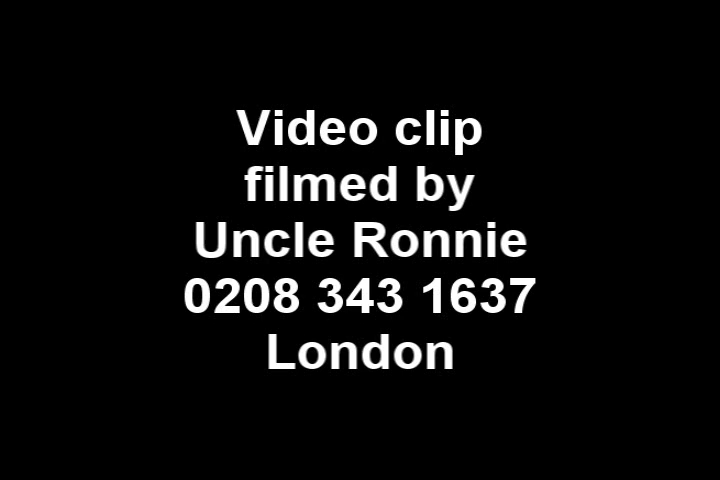 Video clip
filmed by
Uncle Ronnie
0208 343 1637
London